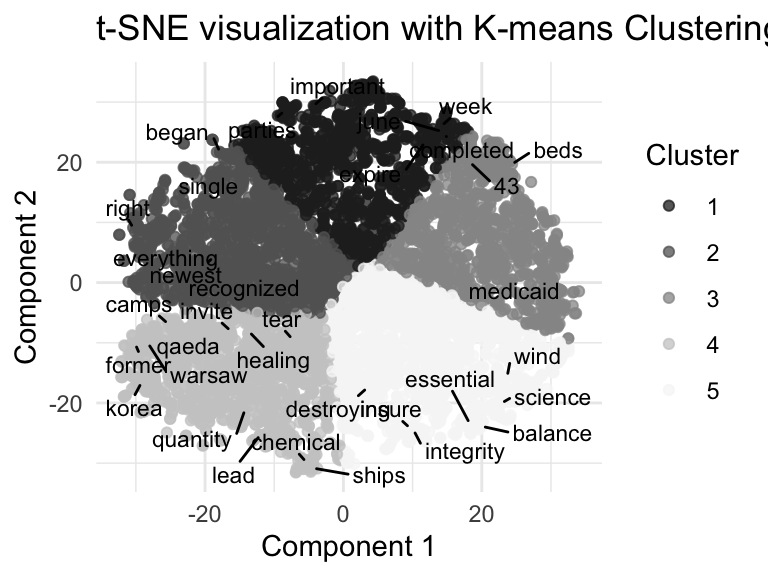 t-SNE visualization with K-means Clustering
important
week
june
began
parties
completed
beds
20
expire
43
single
right
Cluster
1
2
3
4
5
everything
newest
0
recognized
medicaid
camps
invite
tear
qaeda
healing
former
warsaw
wind
essential
science
korea
-20
destroying
insure
balance
quantity
chemical
integrity
lead
ships
-20
0
20
Component 1
Component 2